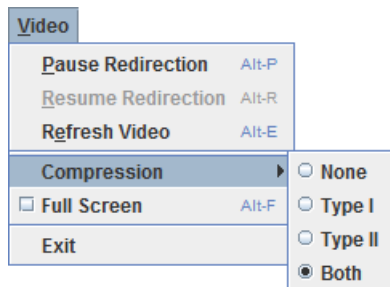 Video
Pause Redirection Alt-P
Resume Redirection Alt-R
Refresh Video Alt-E
Compression
Full Screen Alt-F
Exit
None
Type I
Type II
Both